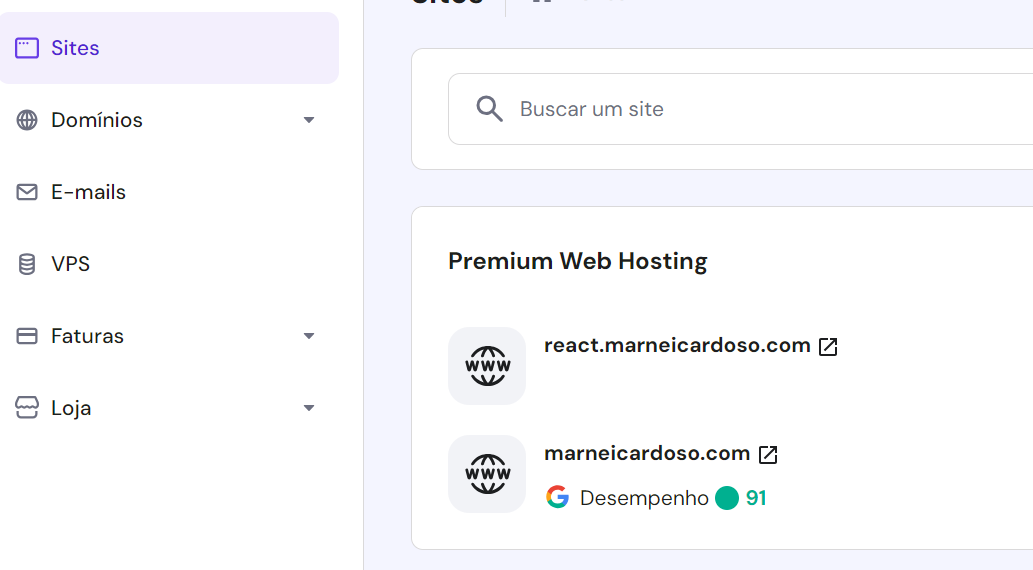 Sites
Sites
Domínios
E-mails
VPS
Faturas
Loja
Buscar um site
Premium Web Hosting
www
react.marneicardoso.com
www
marneicardoso.com
G Desempenho 91